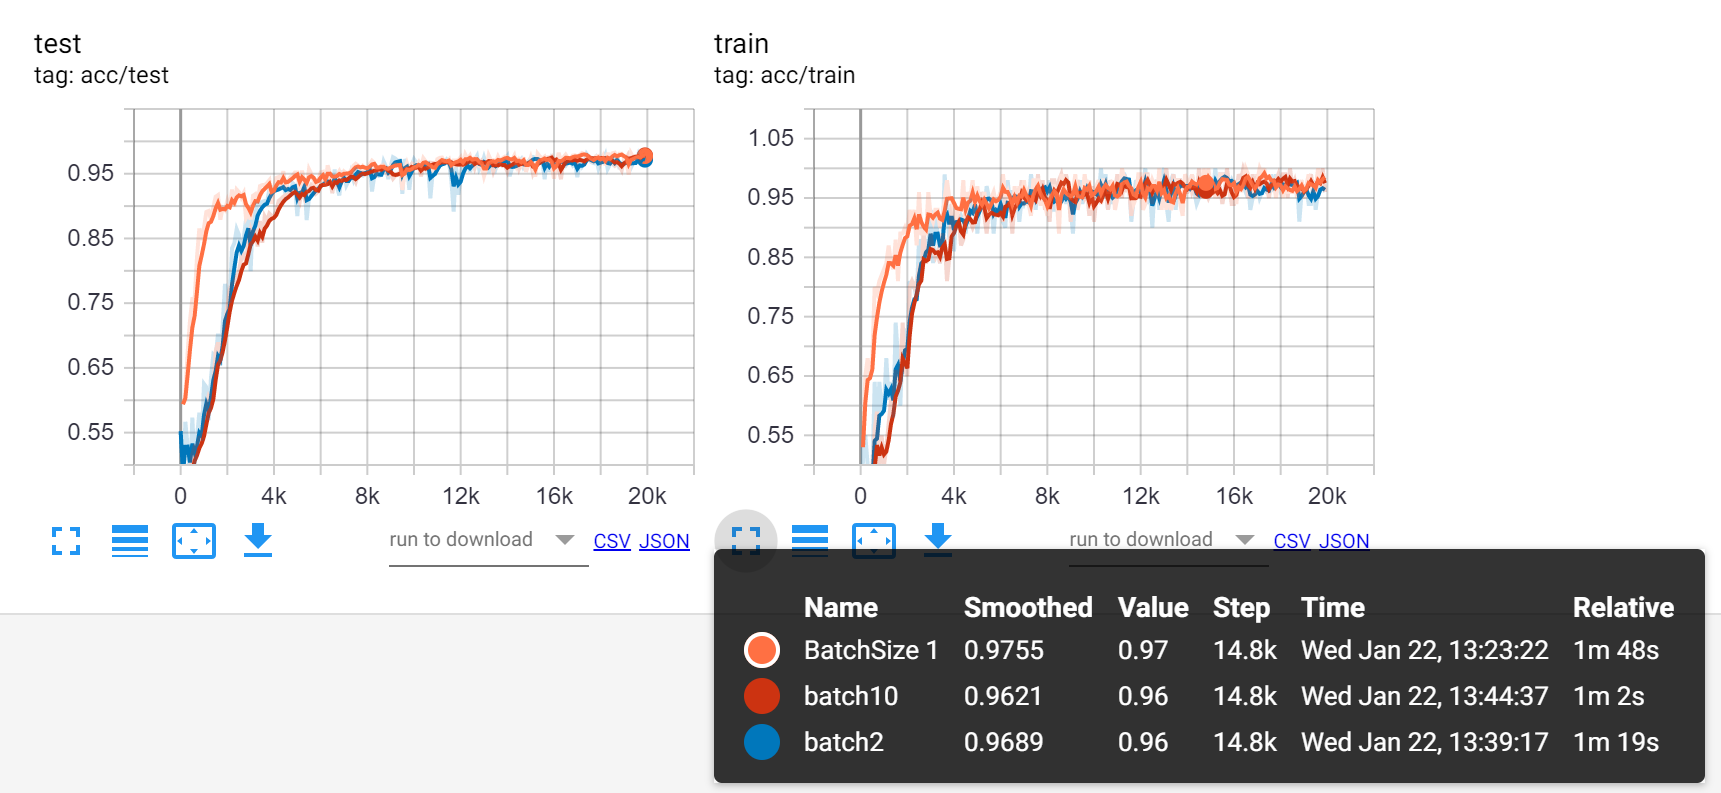 test
tag: acc/test
0.95
0.85
0.75
0.65
0.55
0 4k 8k 12k 16k 20k
run to download CSV JSON
train
tag: acc/train
1.05
0.95
0.85
0.75
0.65
0.55
0 4k 8k 12k 16k 20k
run to download CSV JSON
Name Smoothed Value Step Time Relative
BatchSize 1 0.9755 0.97 14.8k Wed Jan 22, 13:23:22 1m 48s
batch10 0.9621 0.96 14.8k Wed Jan 22, 13:44:37 1m 2s
batch2 0.9689 0.96 14.8k Wed Jan 22, 13:39:17 1m 19s